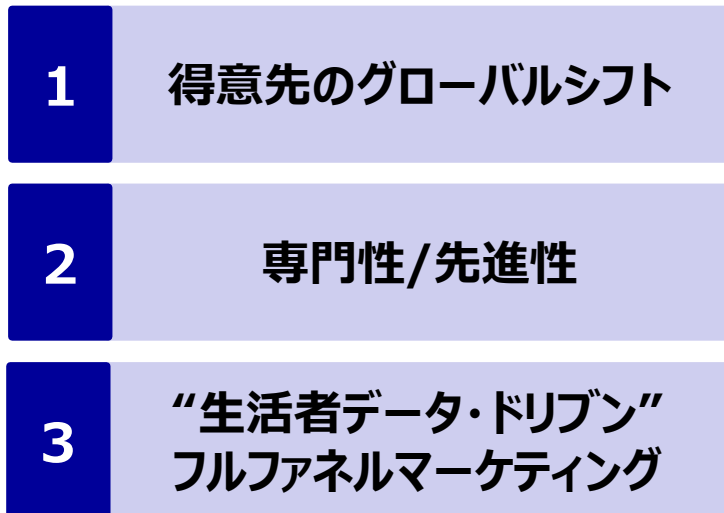 1
得意先のグローバルシフト
2
専門性/先進性
3
“生活者データ・ドリブン”
フルファネルマーケティング